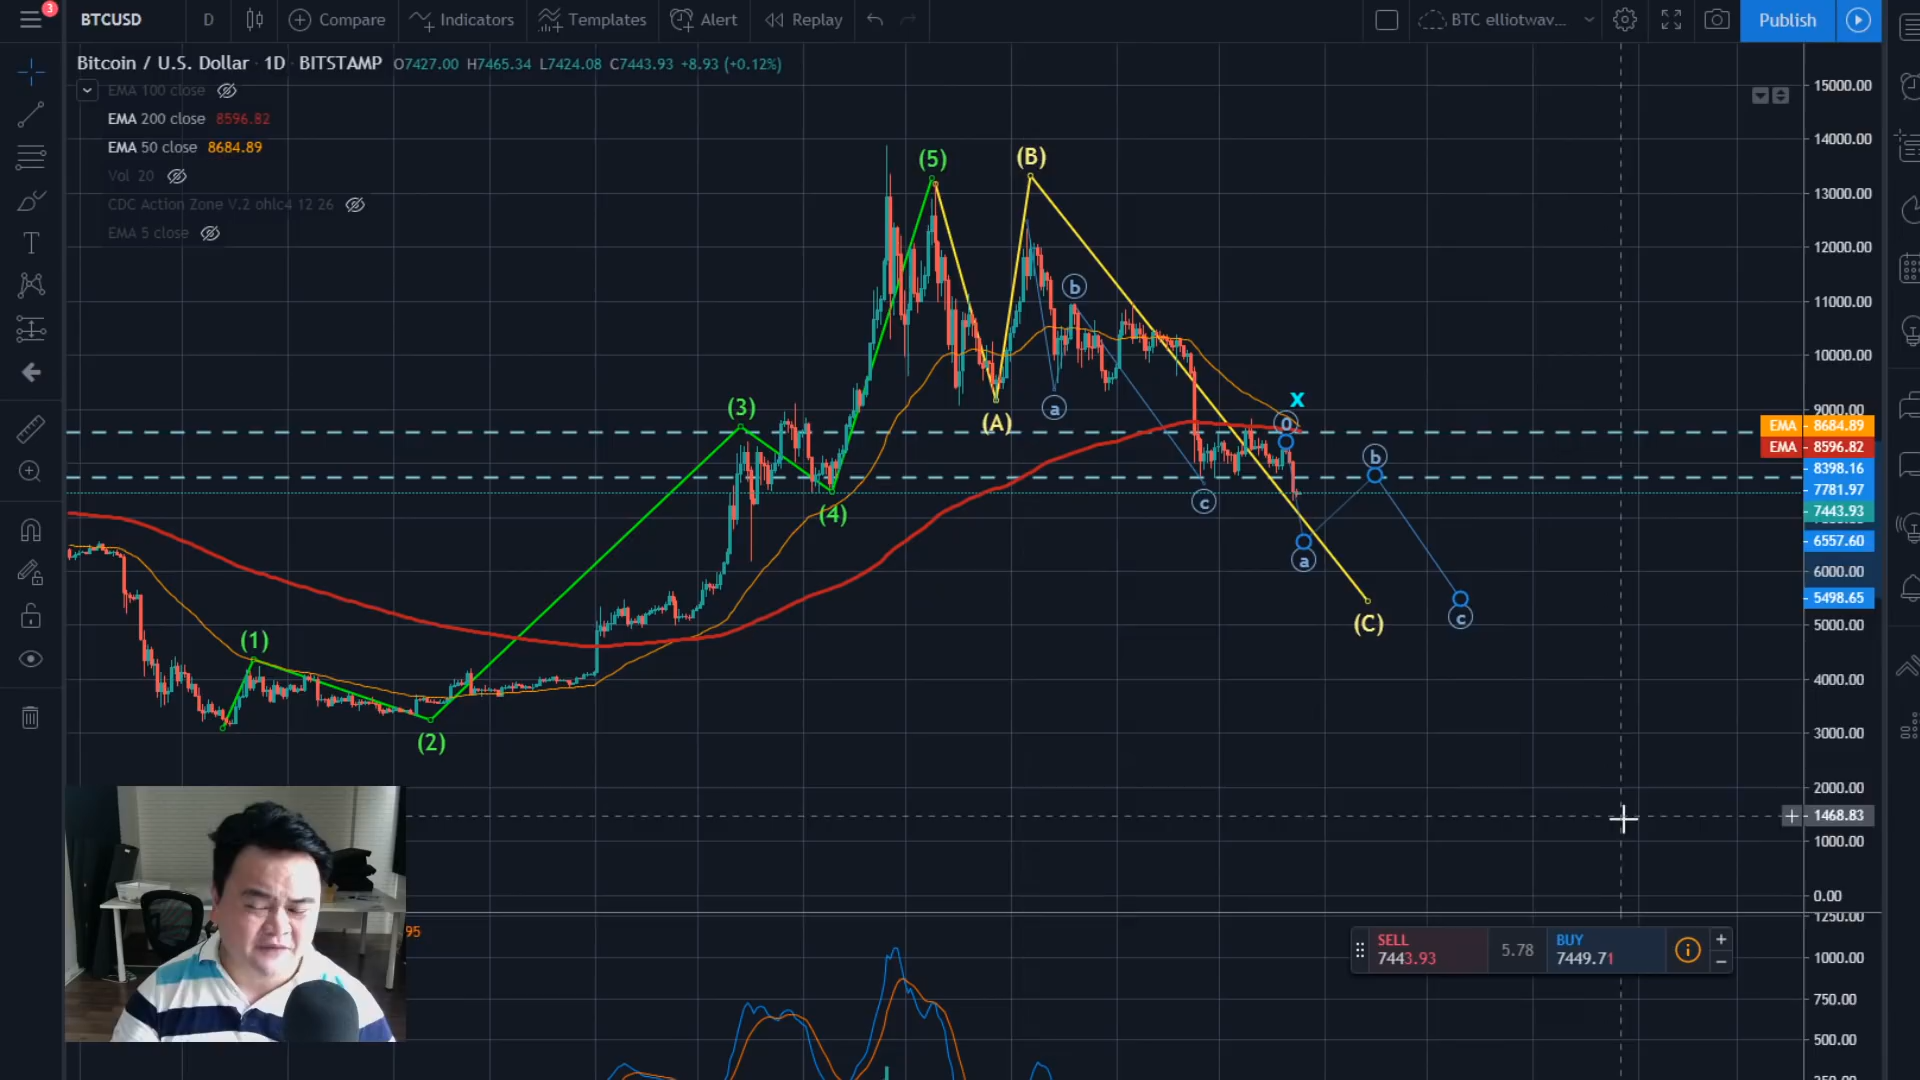 3
BTCUSD D Compare Indicators Templates Alert Replay BTC elliotwav... Publish
Bitcoin / U.S. Dollar · 1D · BITSTAMP O7427.00 H7465.34 L7424.08 C7443.93 +8.93 (+0.12%)
EMA 100 close
EMA 200 close 8596.82
EMA 50 close 8684.89
Vol 20
CDC Action Zone V.2 ohlc4 12 26
EMA 5 close
15000.00
14000.00
13000.00
12000.00
11000.00
10000.00
9000.00
EMA 8684.89
EMA 8596.82
8398.16
7781.97
7443.93
6557.60
6000.00
5498.65
5000.00
4000.00
3000.00
2000.00
+ 1468.83
1000.00
0.00
1250.00
1000.00
750.00
500.00
(5)
(B)
b
(3)
x
0
a
(A)
b
c
(4)
a
c
(C)
(1)
(2)
95
SELL
7443.93
5.78
BUY
7449.71